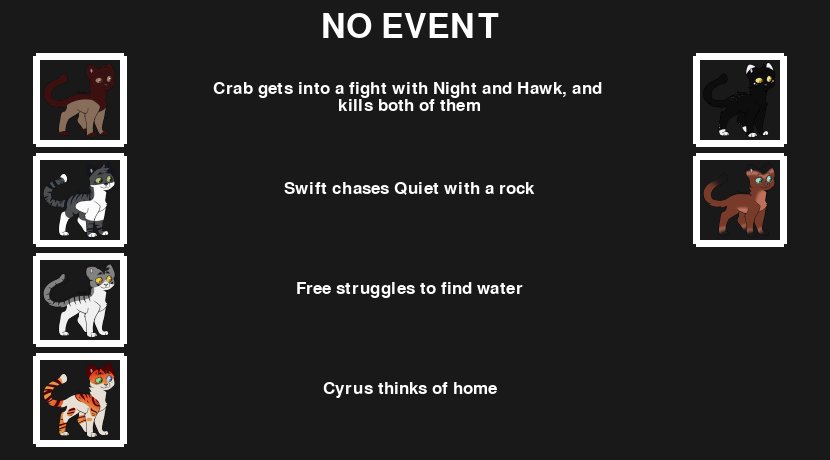 NO EVENT
Crab gets into a fight with Night and Hawk, and
kills both of them
Swift chases Quiet with a rock
Free struggles to find water
Cyrus thinks of home